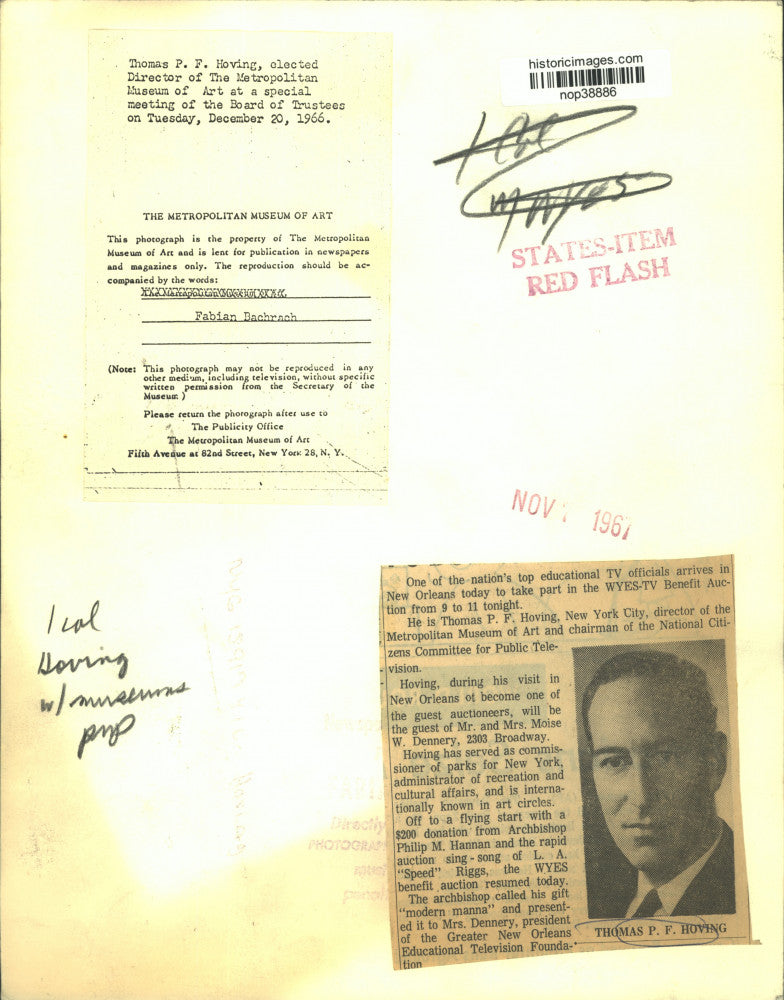 Thomas P. F. Hoving, elected
Director of The Metropolitan
Museum of Art at a special
meeting of the Board of Trustees
on Tuesday, December 20, 1966.
THE METROPOLITAN MUSEUM OF ART
This photograph is the property of The Metropolitan
Museum of Art and is lent for publication in newspapers
and magazines only. The reproduction should be ac-
companied by the words:
The Metropolitan Museum of Art
Fabian Bachrach
(Note: This photograph may not be reproduced in any
other medium, including television, without specific
written permission from the Secretary of the
Museum.)
Please return the photograph after use to
The Publicity Office
The Metropolitan Museum of Art
Fifth Avenue at 82nd Street, New York 28, N. Y.
historicimages.com
nop38886
1 col
WYES
STATES-ITEM
RED FLASH
NOV 7 1967
1 col
Hoving
w/ museums
pnp
One of the nation's top educational TV officials arrives in
New Orleans today to take part in the WYES-TV Benefit Auc-
tion from 9 to 11 tonight.
He is Thomas P. F. Hoving, New York City, director of the
Metropolitan Museum of Art and chairman of the National Citi-
zens Committee for Public Tele-
vision.
Hoving, during his visit in
New Orleans ot become one of
the guest auctioneers, will be
the guest of Mr. and Mrs. Moise
W. Dennery, 2303 Broadway.
Hoving has served as commis-
sioner of parks for New York,
administrator of recreation and
cultural affairs, and is interna-
tionally known in art circles.
Off to a flying start with a
$200 donation from Archbishop
Philip M. Hannan and the rapid
auction sing-song of L. A.
"Speed" Riggs, the WYES
benefit auction resumed today.
The archbishop called his gift
"modern manna" and present-
ed it to Mrs. Dennery, president
of the Greater New Orleans
Educational Television Founda-
tion
THOMAS P. F. HOVING
Directly
PHOTOGRAP